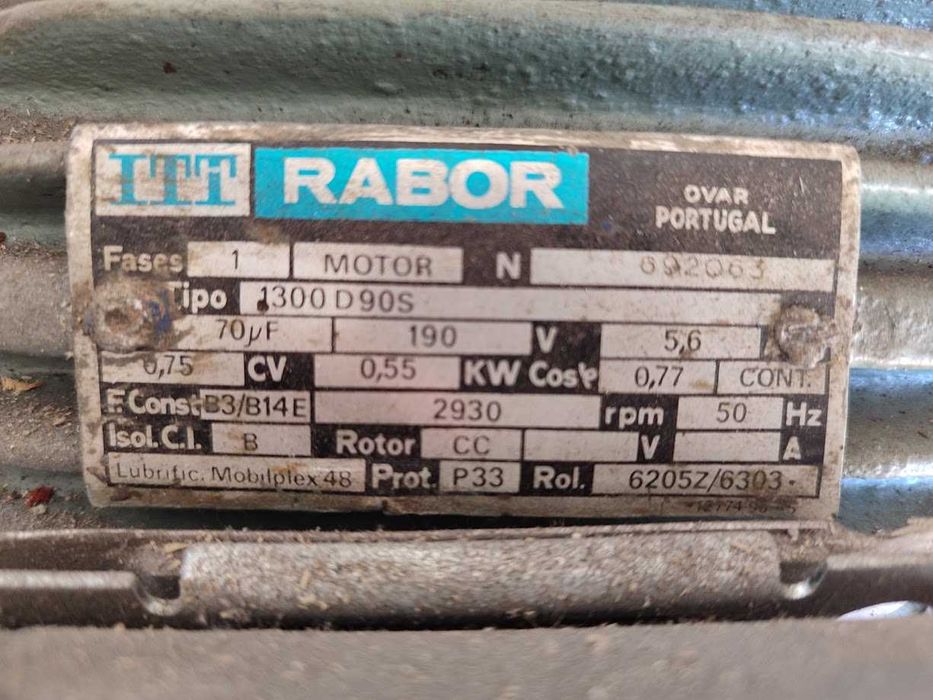 ITT RABOR OVAR
PORTUGAL
Fases 1 MOTOR N 692063
Tipo 1300 D90S
70µF 190 V 5,6
0,75 CV 0,55 KW Cosφ 0,77 CONT.
F.Const B3/B14E 2930 rpm 50 Hz
Isol.C.I. B Rotor CC V A
Lubrific. Mobilplex 48 Prot. P33 Rol. 6205Z/6303